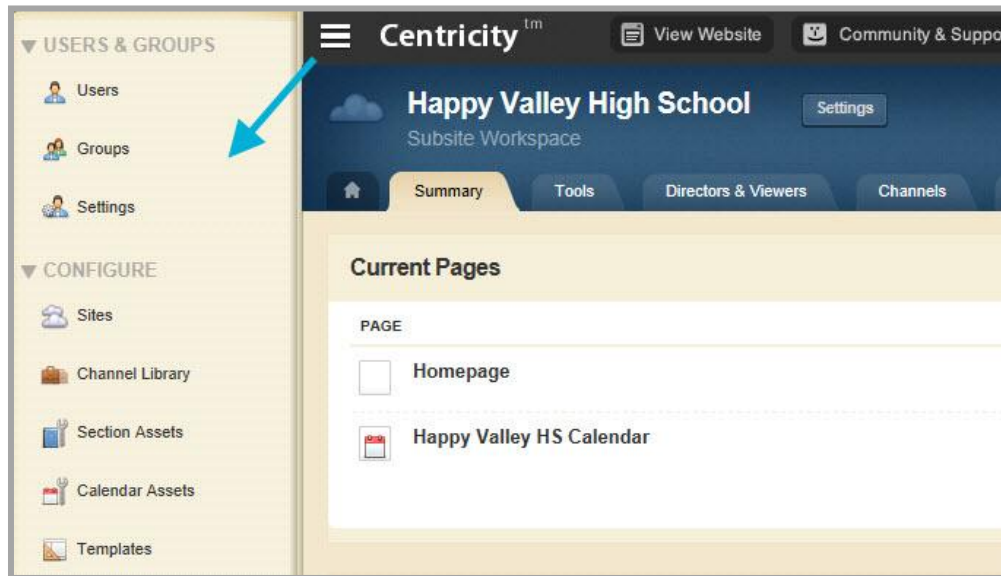 USERS & GROUPS
Users
Groups
Settings
CONFIGURE
Sites
Channel Library
Section Assets
Calendar Assets
Templates
Centricity tm
View Website
Community & Suppo
Happy Valley High School
Settings
Subsite Workspace
Summary
Tools
Directors & Viewers
Channels
Current Pages
PAGE
Homepage
Happy Valley HS Calendar